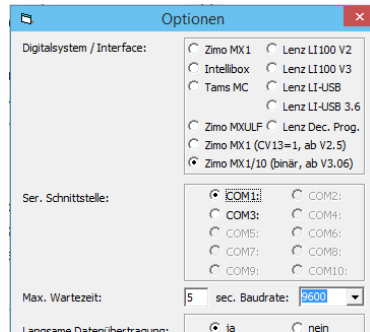 Optionen
Digitalsystem / Interface:
Zimo MX1 Lenz LI100 V2
Intellibox Lenz LI100 V3
Tams MC Lenz LI-USB
Lenz LI-USB 3.6
Zimo MXULF Lenz Dec. Prog.
Zimo MX1 (CV13=1, ab V2.5)
Zimo MX1/10 (binär, ab V3.06)
Ser. Schnittstelle:
COM1: COM2:
COM3: COM4:
COM5: COM6:
COM7: COM8:
COM9: COM10:
Max. Wartezeit: 5 sec. Baudrate: 9600
Langsame Datenübertragung: ja nein